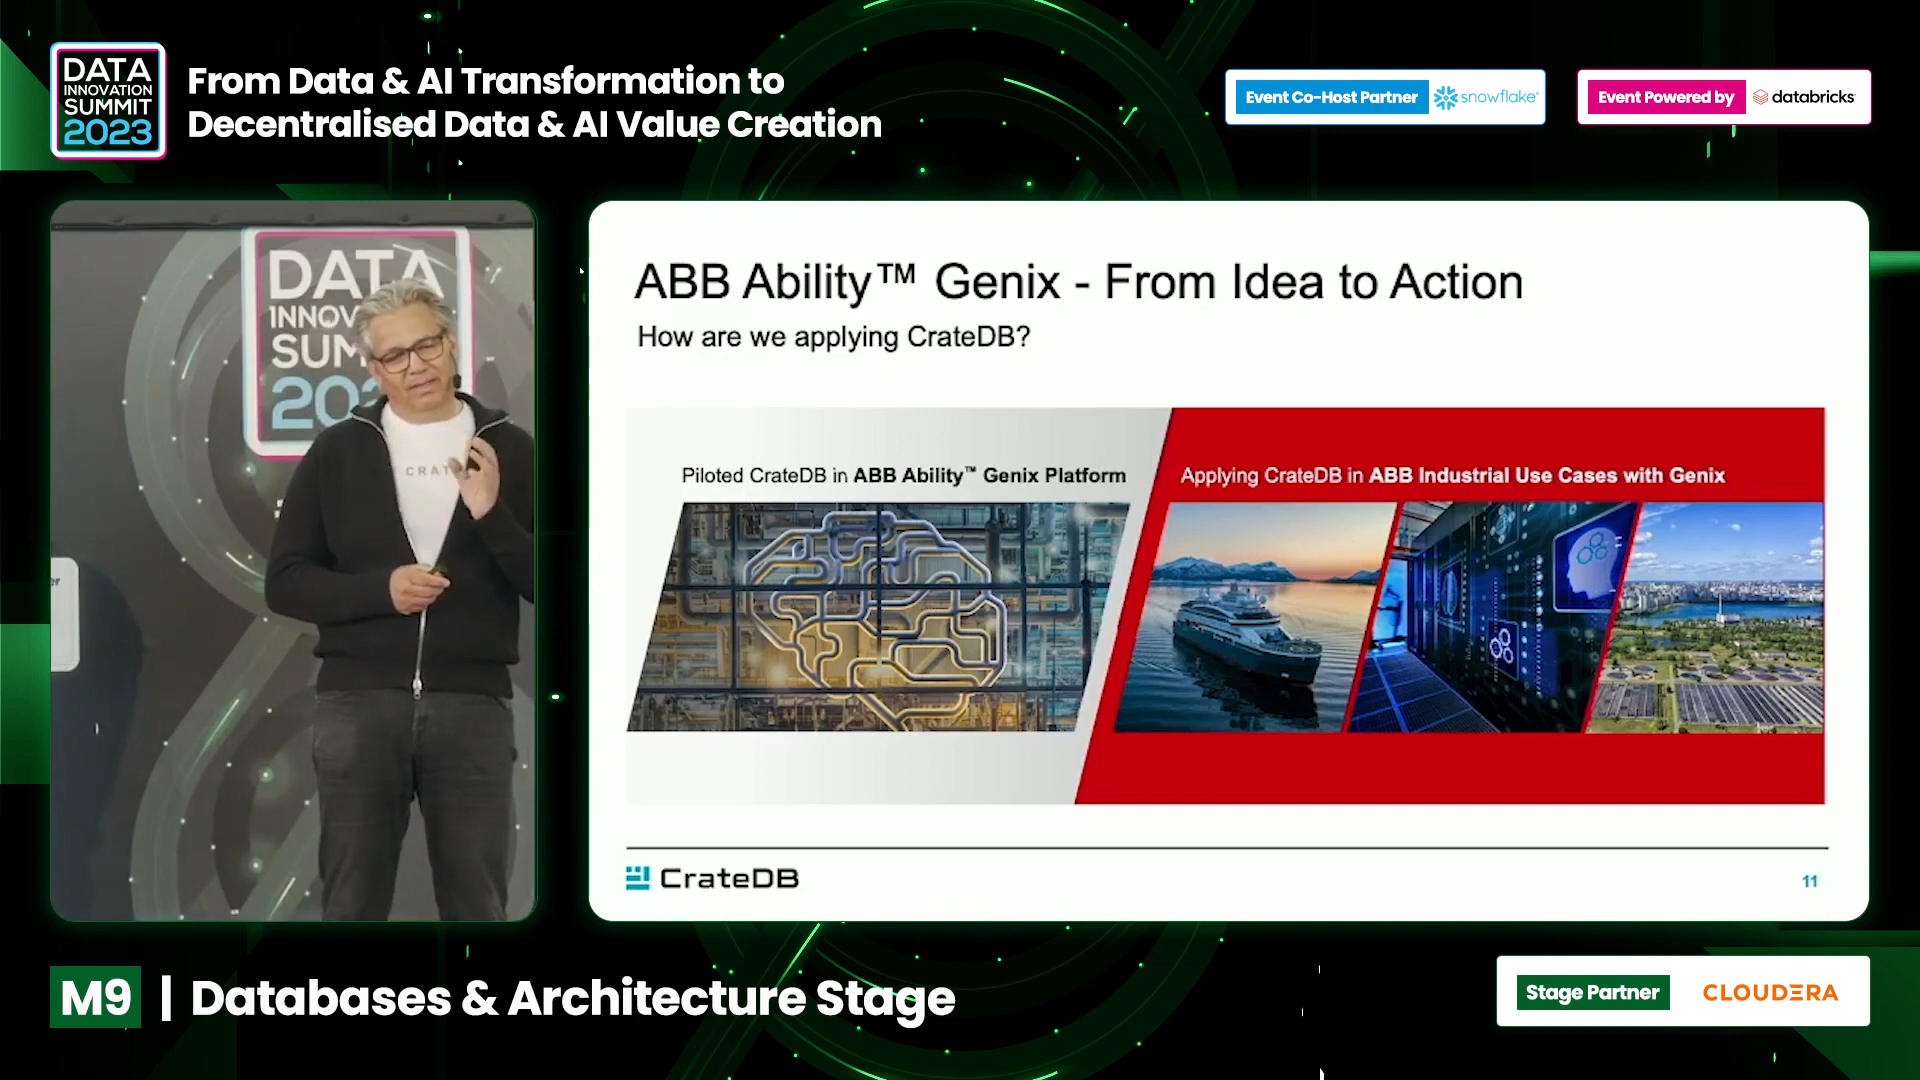 DATA
INNOVATION
SUMMIT
2023
From Data & AI Transformation to
Decentralised Data & AI Value Creation
Event Co-Host Partner snowflake
Event Powered by databricks
DATA
INNOV
SUM
202
CRAT
er
ABB Ability™ Genix - From Idea to Action
How are we applying CrateDB?
Piloted CrateDB in ABB Ability™ Genix Platform
Applying CrateDB in ABB Industrial Use Cases with Genix
CrateDB
11
M9 | Databases & Architecture Stage
Stage Partner CLOUDERA